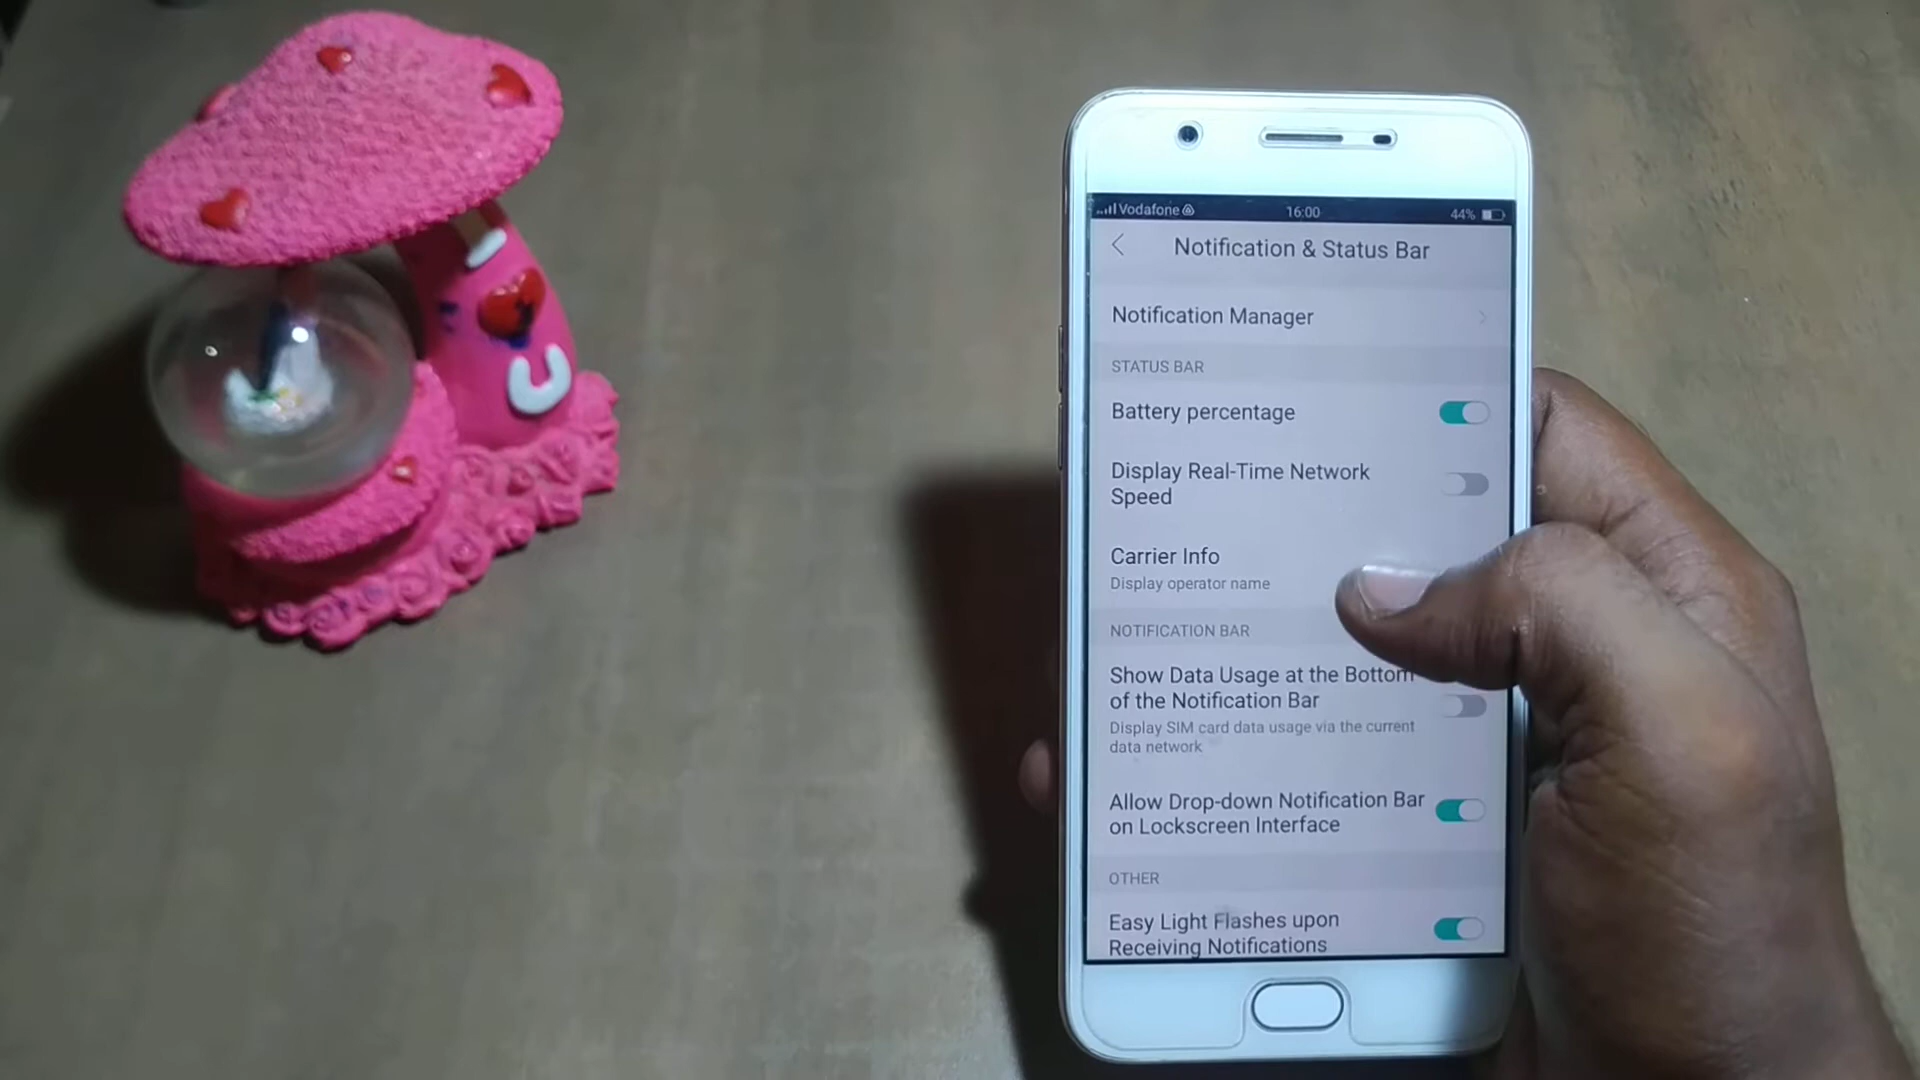 Vodafone 16:00 44%
Notification & Status Bar
Notification Manager
STATUS BAR
Battery percentage
Display Real-Time Network
Speed
Carrier Info
Display operator name
NOTIFICATION BAR
Show Data Usage at the Bottom
of the Notification Bar
Display SIM card data usage via the current
data network
Allow Drop-down Notification Bar
on Lockscreen Interface
OTHER
Easy Light Flashes upon
Receiving Notifications